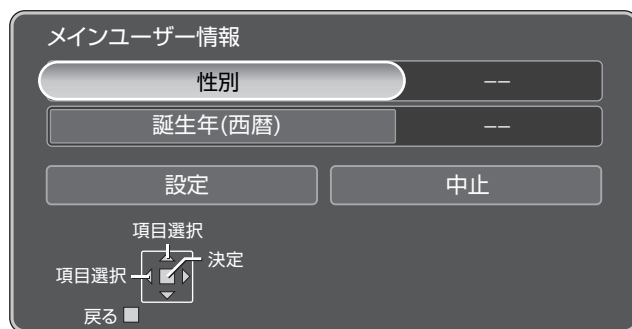 メインユーザー情報
性別 −−
誕生年(西暦) −−
設定 中止
項目選択
項目選択 決定
戻る